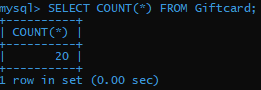 mysql> SELECT COUNT(*) FROM Giftcard;
+----------+
| COUNT(*) |
+----------+
|       20 |
+----------+
1 row in set (0.00 sec)